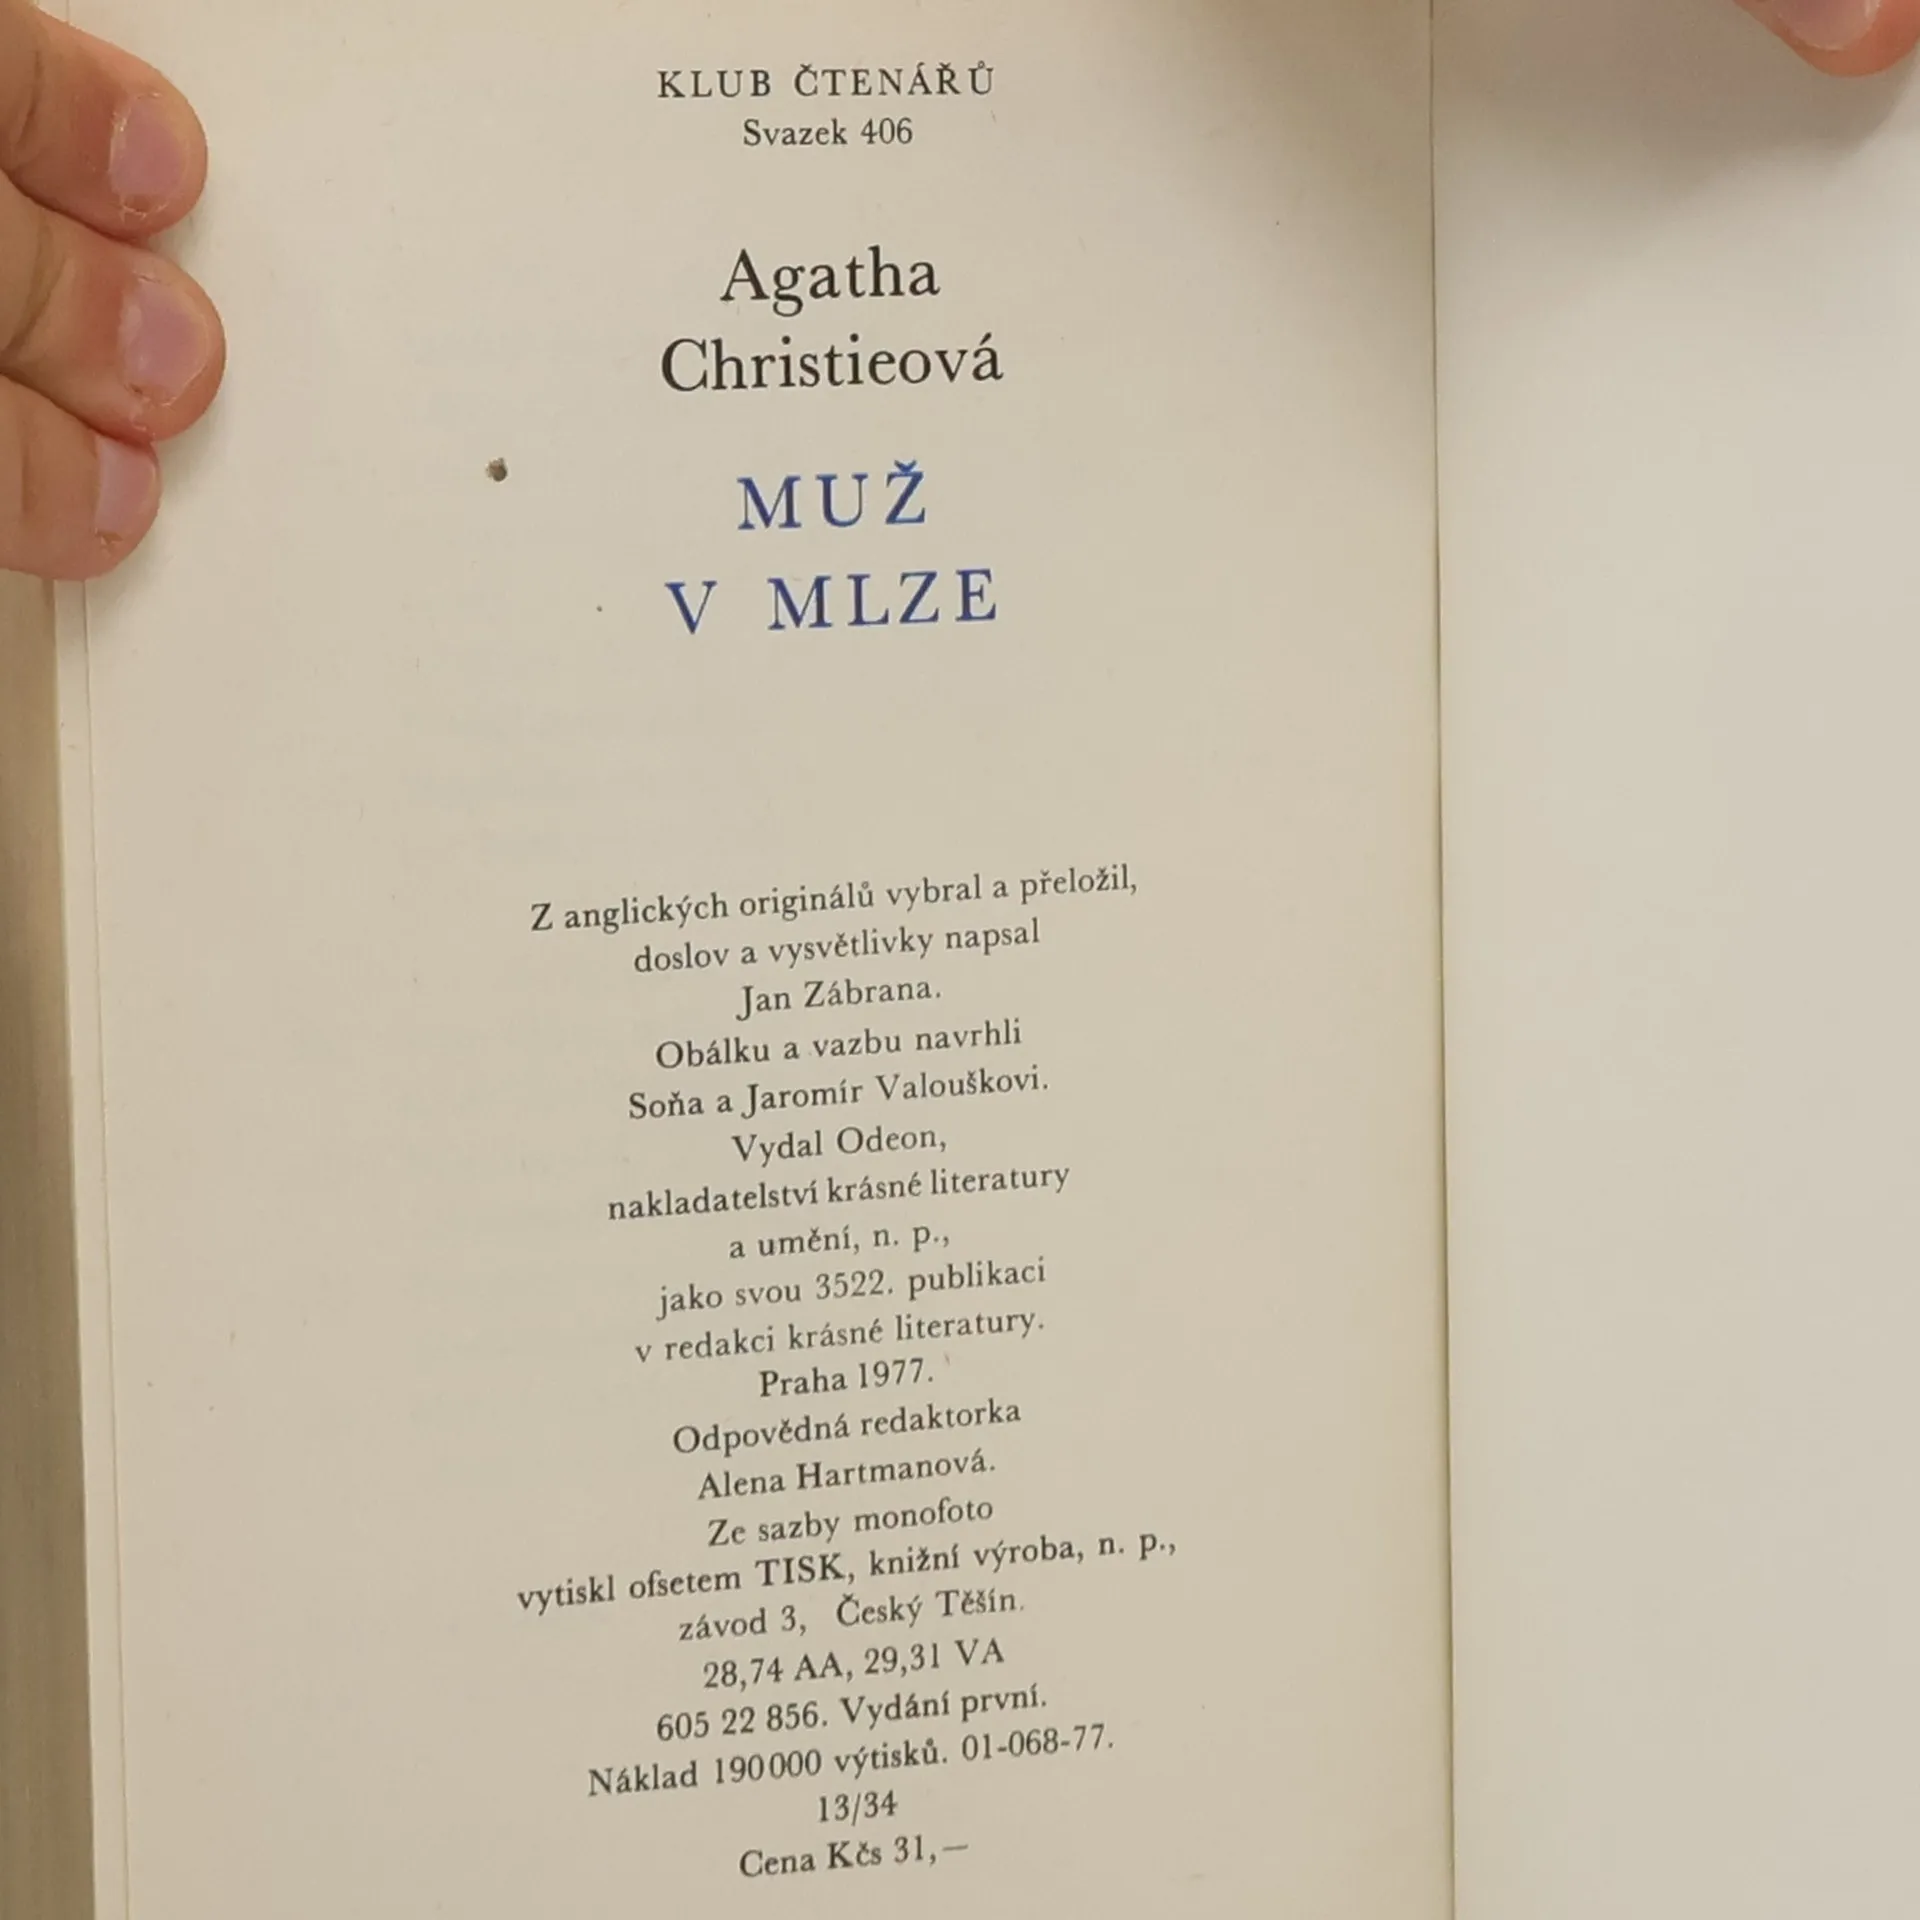 KLUB ČTENÁŘŮ
Svazek 406
Agatha
Christieová
MUŽ
V MLZE
Z anglických originálů vybral a přeložil,
doslov a vysvětlivky napsal
Jan Zábrana.
Obálku a vazbu navrhli
Soňa a Jaromír Valouškovi.
Vydal Odeon,
nakladatelství krásné literatury
a umění, n. p.,
jako svou 3522. publikaci
v redakci krásné literatury.
Praha 1977.
Odpovědná redaktorka
Alena Hartmanová.
Ze sazby monofoto
vytiskl ofsetem TISK, knižní výroba, n. p.,
závod 3, Český Těšín.
28,74 AA, 29,31 VA
605 22 856. Vydání první.
Náklad 190000 výtisků. 01-068-77.
13/34
Cena Kčs 31,—